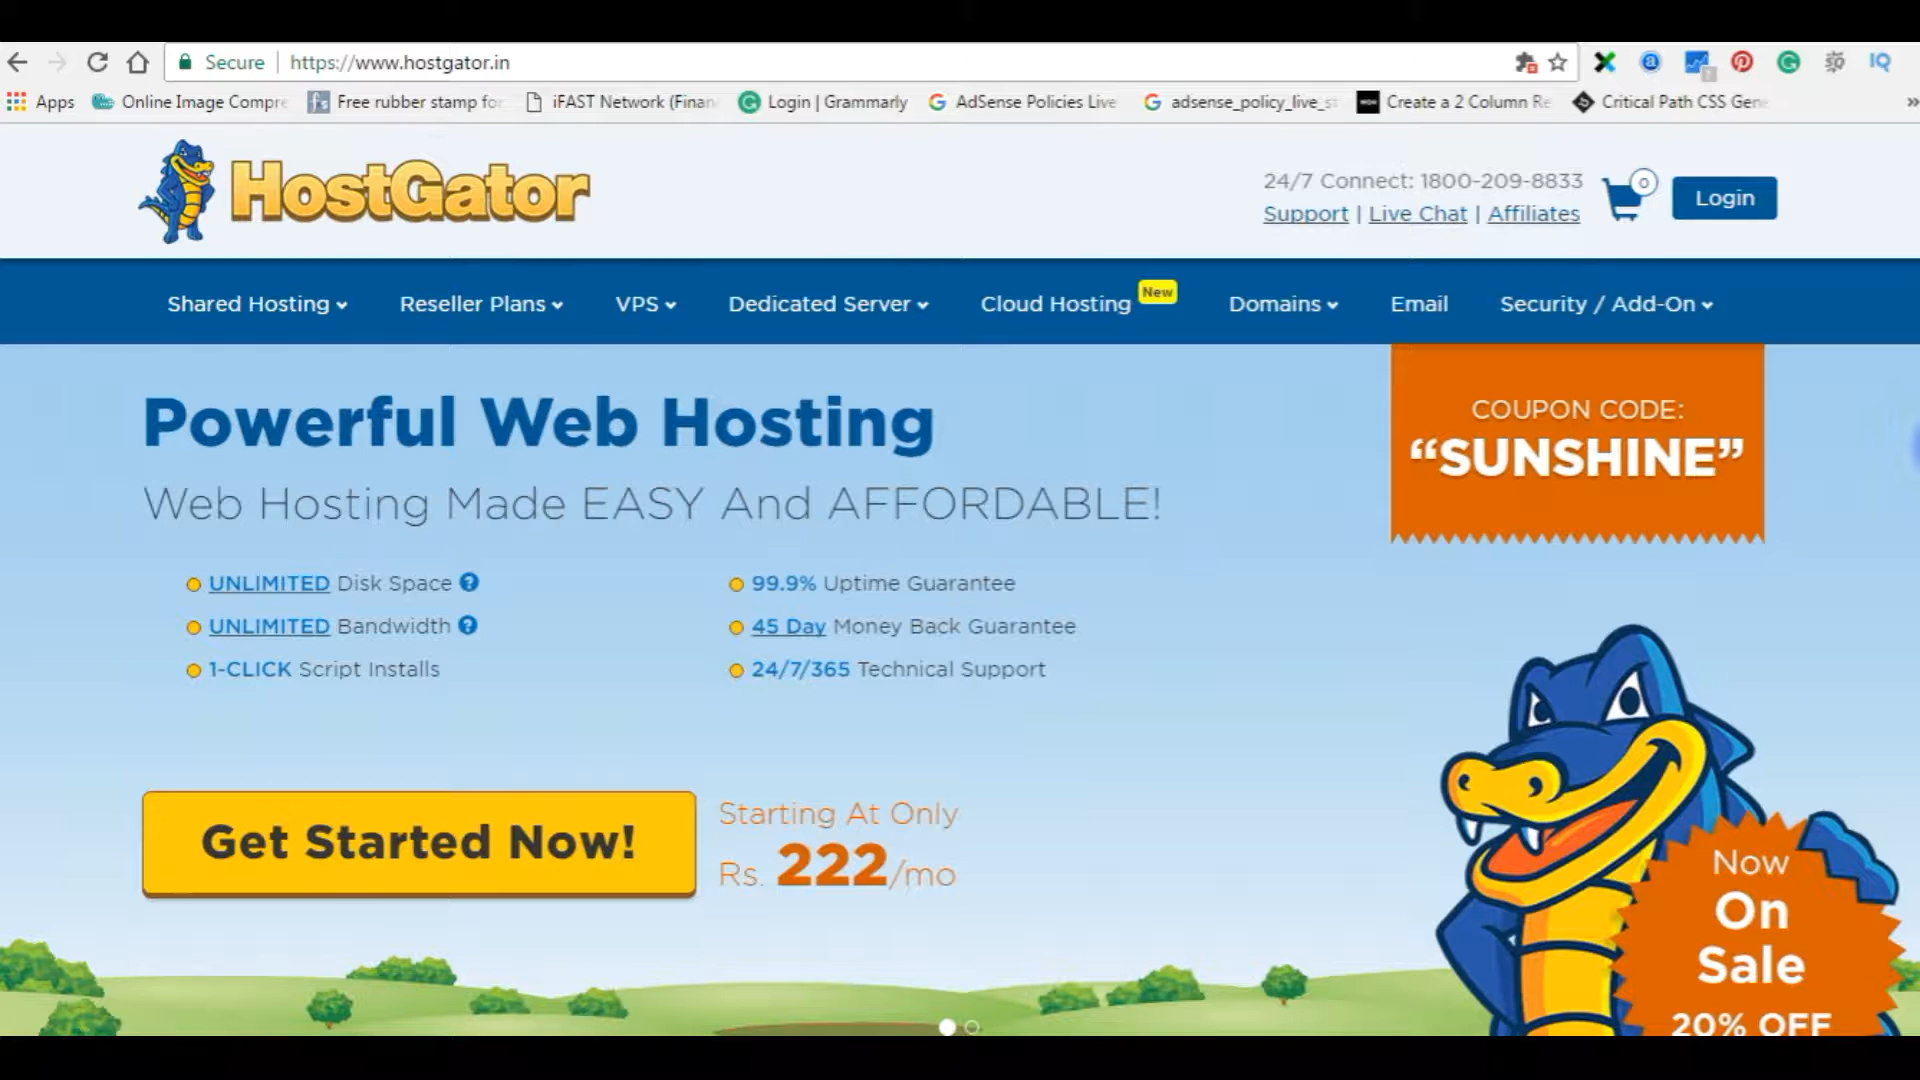 Secure | https://www.hostgator.in
Apps Online Image Compre Free rubber stamp for iFAST Network (Finan Login | Grammarly AdSense Policies Live adsense_policy_live_st Create a 2 Column Re Critical Path CSS Gene »
HostGator
24/7 Connect: 1800-209-8833
Support | Live Chat | Affiliates
0
Login
Shared Hosting Reseller Plans VPS Dedicated Server Cloud Hosting New Domains Email Security / Add-On
Powerful Web Hosting
Web Hosting Made EASY And AFFORDABLE!
COUPON CODE:
“SUNSHINE”
UNLIMITED Disk Space ?
99.9% Uptime Guarantee
UNLIMITED Bandwidth ?
45 Day Money Back Guarantee
1-CLICK Script Installs
24/7/365 Technical Support
Get Started Now!
Starting At Only
Rs. 222/mo
Now
On
Sale
20% OFF